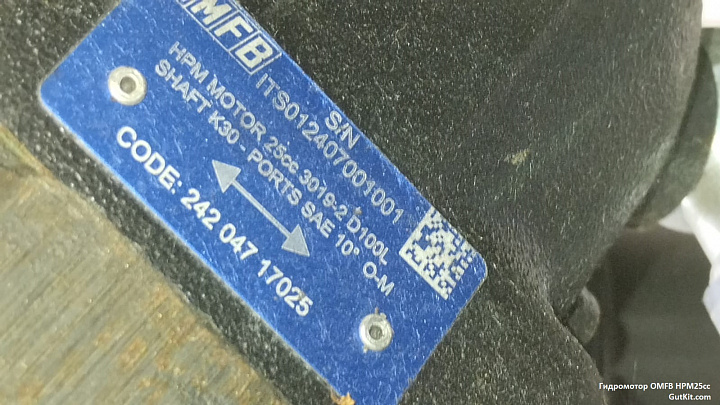 OMFB
S/N
ITS012407001001
HPM MOTOR 25cc 3019-2 D100L
SHAFT K30 - PORTS SAE 10° O-M
CODE: 242 047 17025
Гидромотор OMFB HPM25cc
GutKit.com